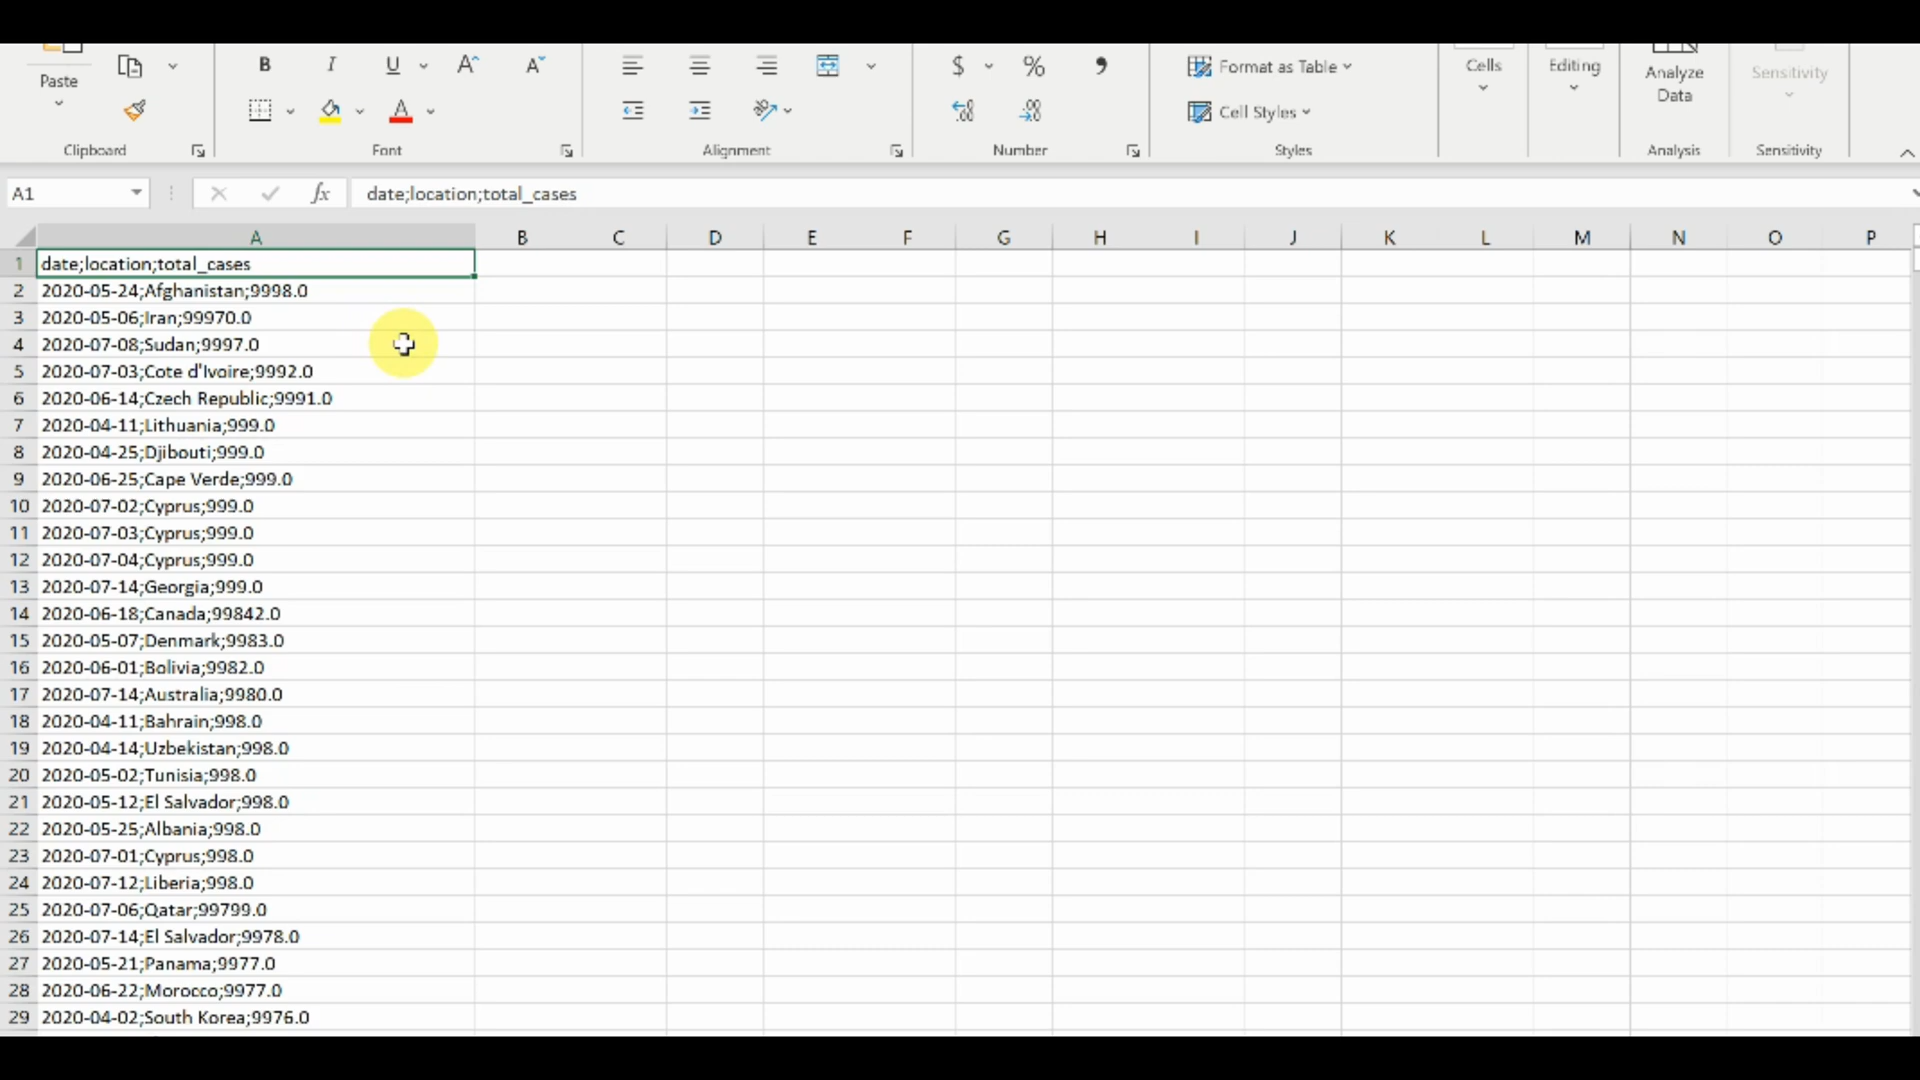 Paste
B I U A A $ % , Format as Table Cells Editing Analyze Data Sensitivity
A Cell Styles
Clipboard Font Alignment Number Styles Analysis Sensitivity
A1 fx date;location;total_cases
A B C D E F G H I J K L M N O P
1 date;location;total_cases
2 2020-05-24;Afghanistan;9998.0
3 2020-05-06;Iran;99970.0
4 2020-07-08;Sudan;9997.0
5 2020-07-03;Cote d'Ivoire;9992.0
6 2020-06-14;Czech Republic;9991.0
7 2020-04-11;Lithuania;999.0
8 2020-04-25;Djibouti;999.0
9 2020-06-25;Cape Verde;999.0
10 2020-07-02;Cyprus;999.0
11 2020-07-03;Cyprus;999.0
12 2020-07-04;Cyprus;999.0
13 2020-07-14;Georgia;999.0
14 2020-06-18;Canada;99842.0
15 2020-05-07;Denmark;9983.0
16 2020-06-01;Bolivia;9982.0
17 2020-07-14;Australia;9980.0
18 2020-04-11;Bahrain;998.0
19 2020-04-14;Uzbekistan;998.0
20 2020-05-02;Tunisia;998.0
21 2020-05-12;El Salvador;998.0
22 2020-05-25;Albania;998.0
23 2020-07-01;Cyprus;998.0
24 2020-07-12;Liberia;998.0
25 2020-07-06;Qatar;99799.0
26 2020-07-14;El Salvador;9978.0
27 2020-05-21;Panama;9977.0
28 2020-06-22;Morocco;9977.0
29 2020-04-02;South Korea;9976.0